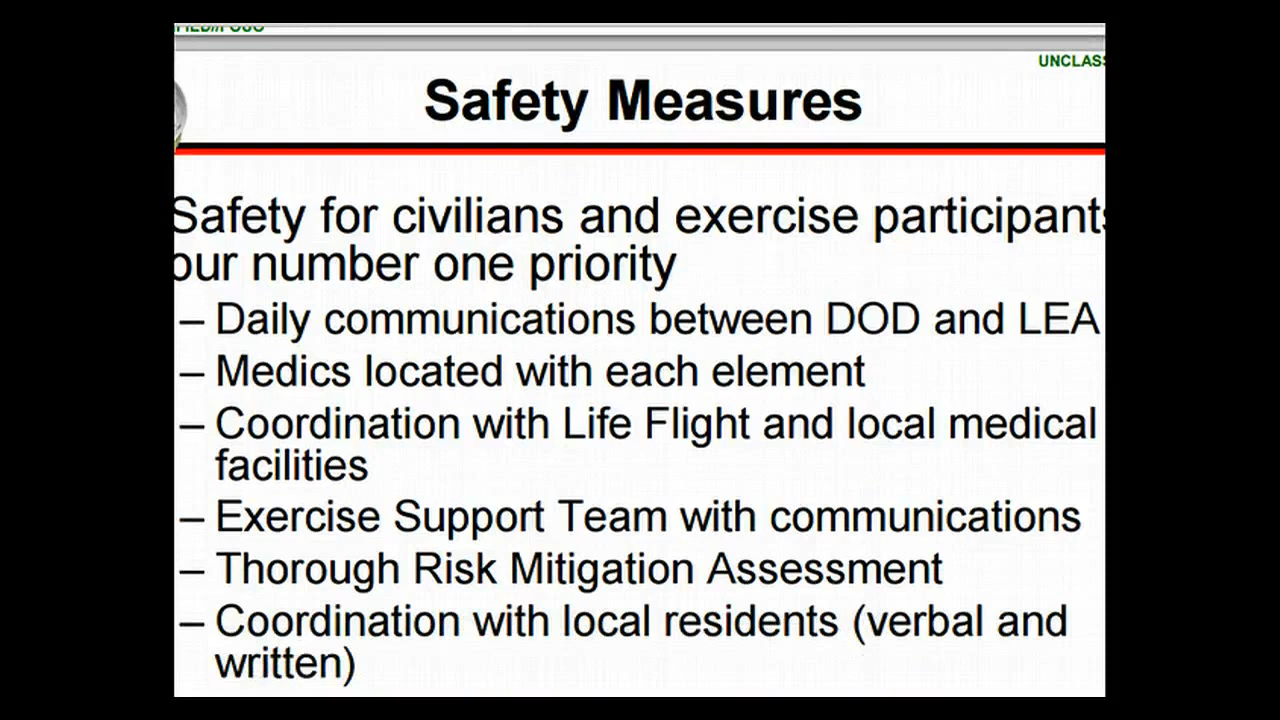 UNCLASS
Safety Measures
Safety for civilians and exercise participants
our number one priority
– Daily communications between DOD and LEA
– Medics located with each element
– Coordination with Life Flight and local medical
facilities
– Exercise Support Team with communications
– Thorough Risk Mitigation Assessment
– Coordination with local residents (verbal and
written)